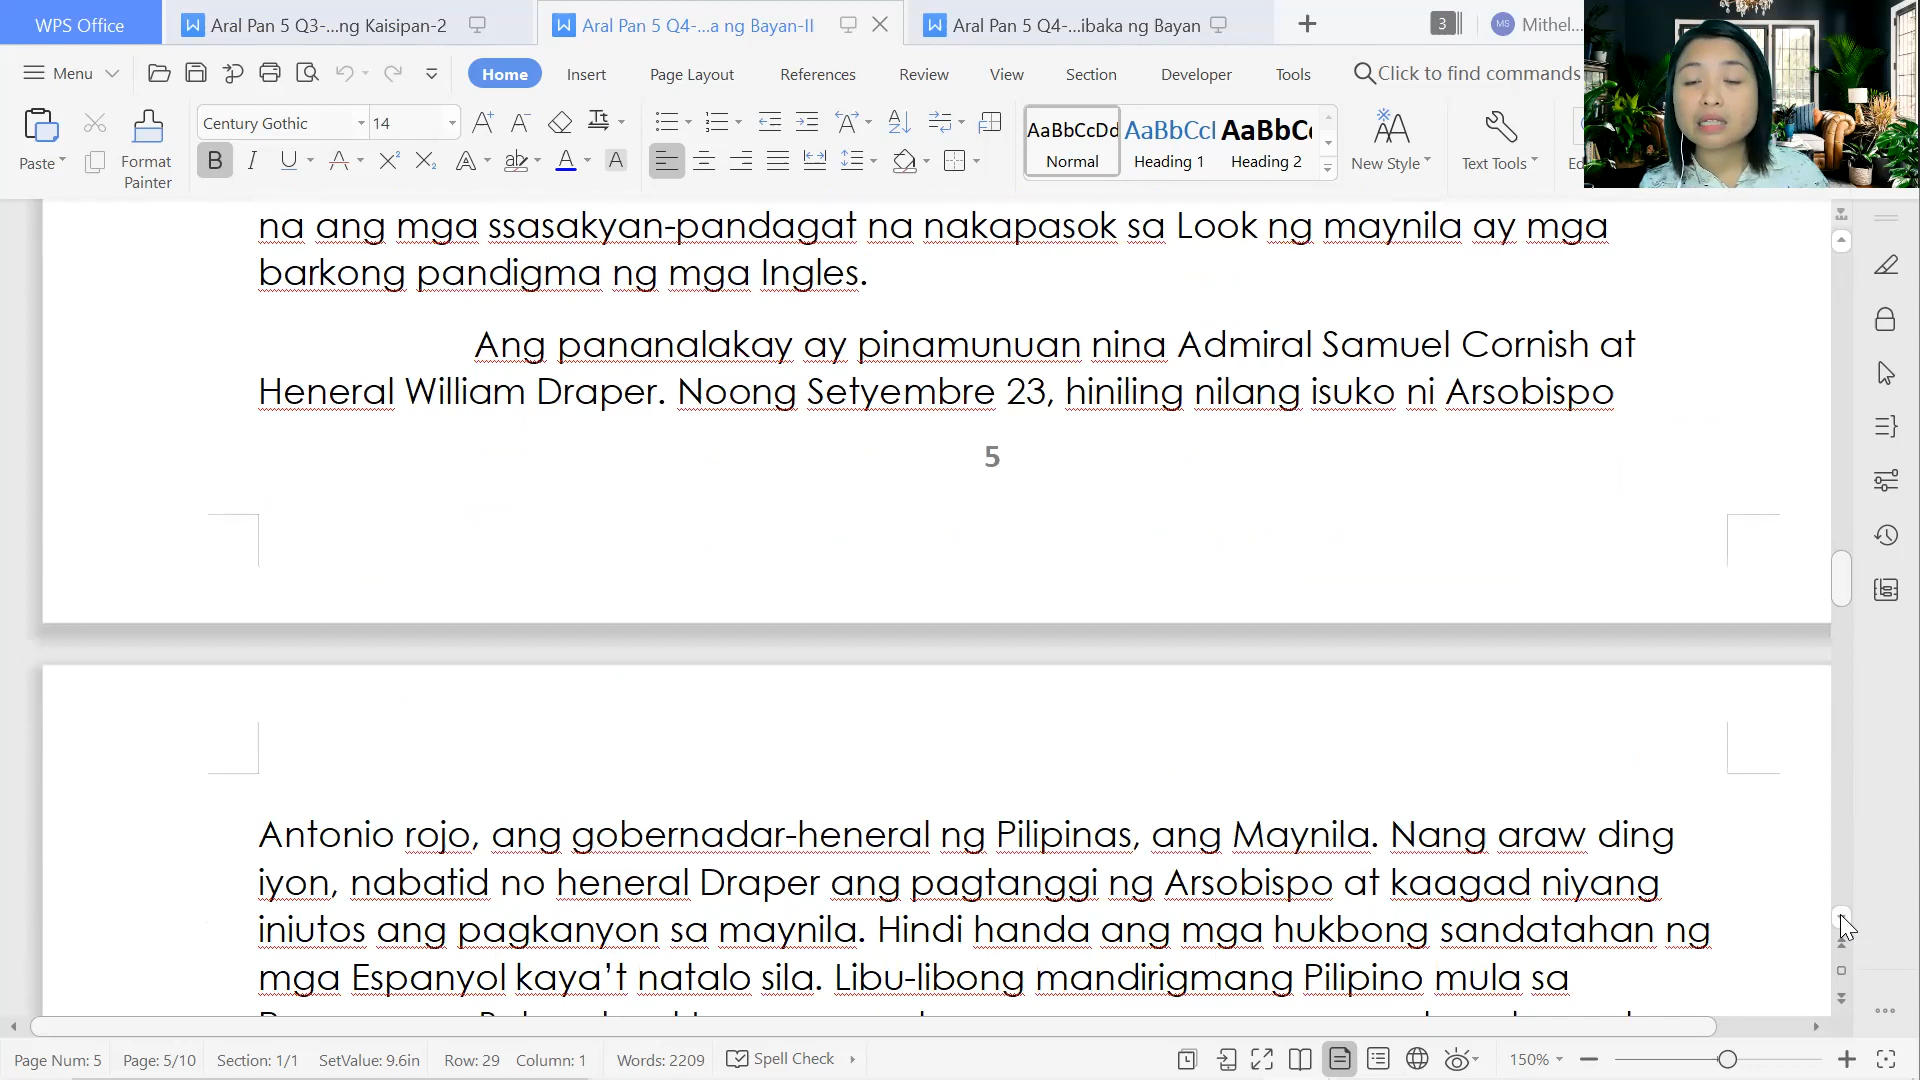 WPS Office
Aral Pan 5 Q3-...ng Kaisipan-2
Aral Pan 5 Q4-...a ng Bayan-II
Aral Pan 5 Q4-...ibaka ng Bayan
3
MS
Mithel...
Menu
Home
Insert
Page Layout
References
Review
View
Section
Developer
Tools
Click to find commands
Paste
Format
Painter
Century Gothic
14
AaBbCcDd
Normal
AaBbCcl
Heading 1
AaBbC
Heading 2
New Style
Text Tools
na ang mga ssasakyan-pandagat na nakapasok sa Look ng maynila ay mga
barkong pandigma ng mga Ingles.
Ang pananalakay ay pinamunuan nina Admiral Samuel Cornish at
Heneral William Draper. Noong Setyembre 23, hiniling nilang isuko ni Arsobispo
5
Antonio rojo, ang gobernadar-heneral ng Pilipinas, ang Maynila. Nang araw ding
iyon, nabatid no heneral Draper ang pagtanggi ng Arsobispo at kaagad niyang
iniutos ang pagkanyon sa maynila. Hindi handa ang mga hukbong sandatahan ng
mga Espanyol kaya't natalo sila. Libu-libong mandirigmang Pilipino mula sa
Page Num: 5
Page: 5/10
Section: 1/1
SetValue: 9.6in
Row: 29
Column: 1
Words: 2209
Spell Check
150%